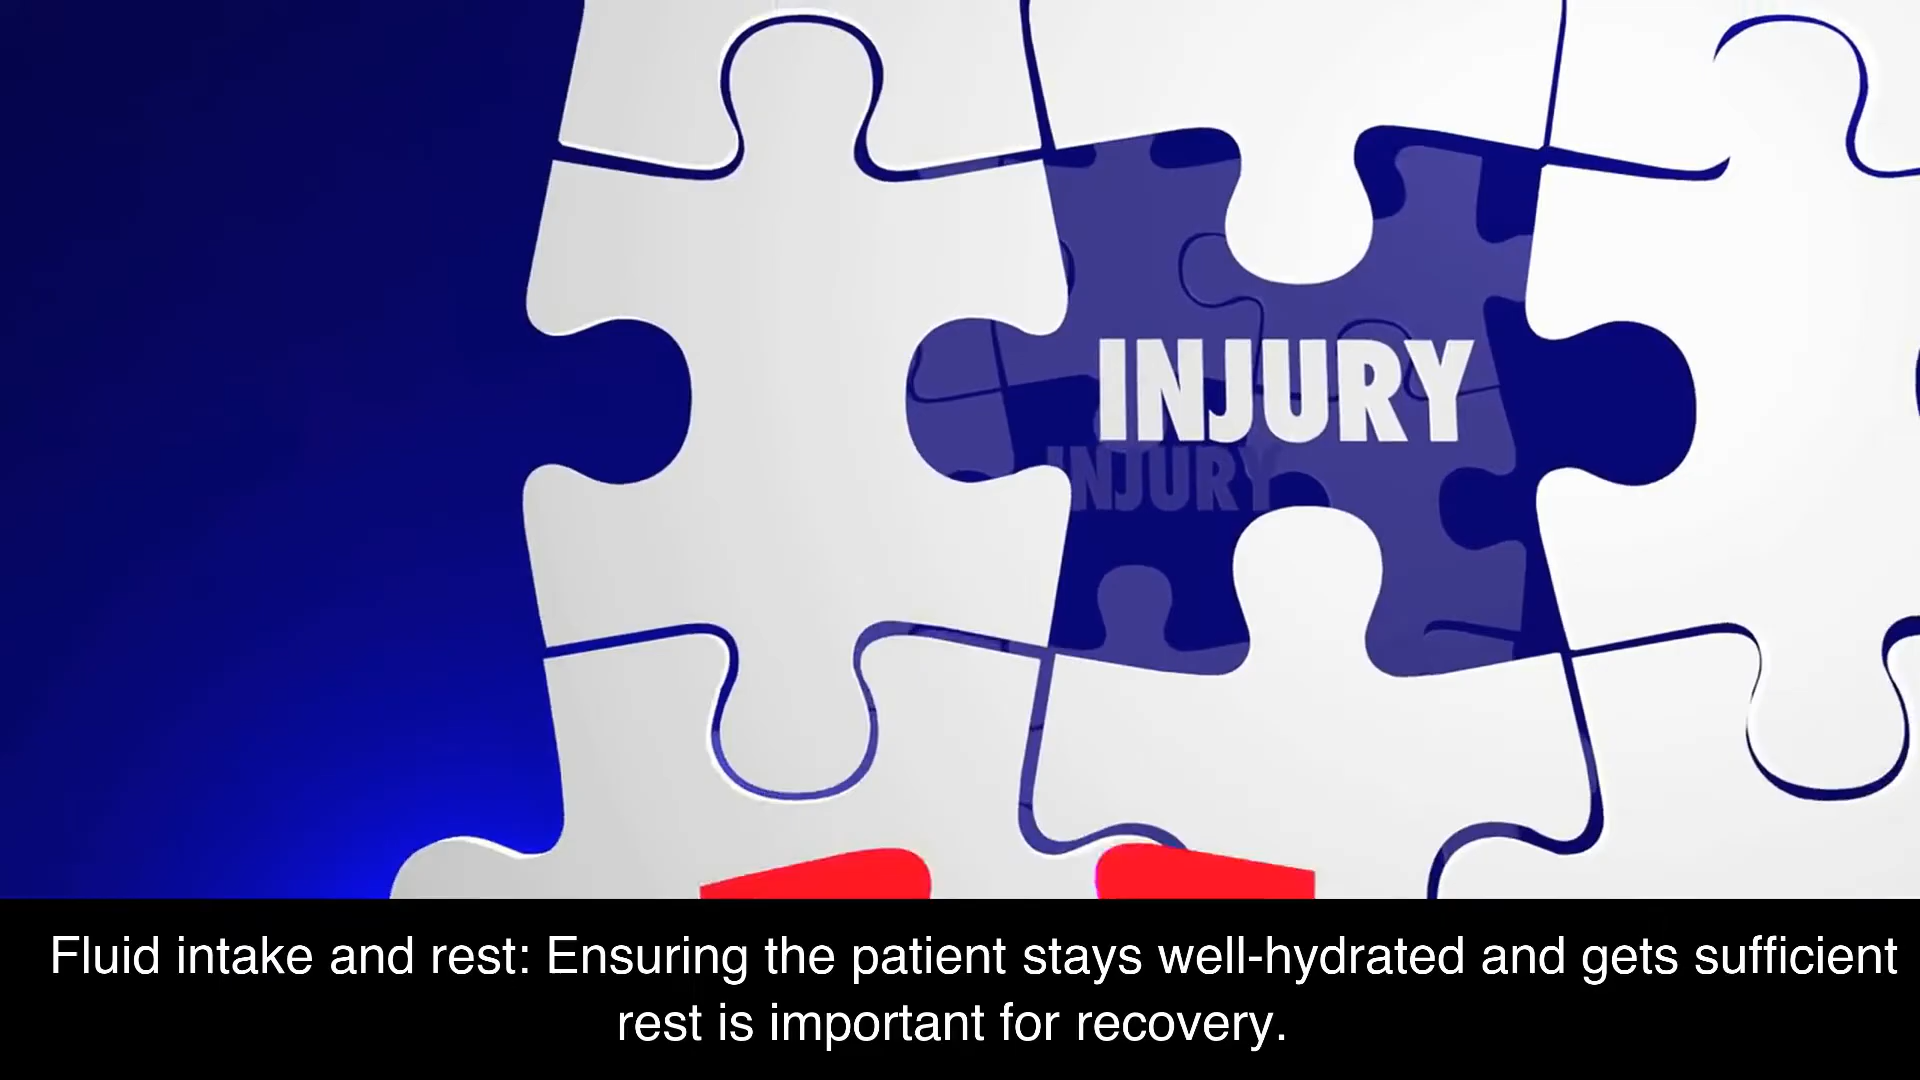 INJURY
INJURY
Fluid intake and rest: Ensuring the patient stays well-hydrated and gets sufficient
rest is important for recovery.